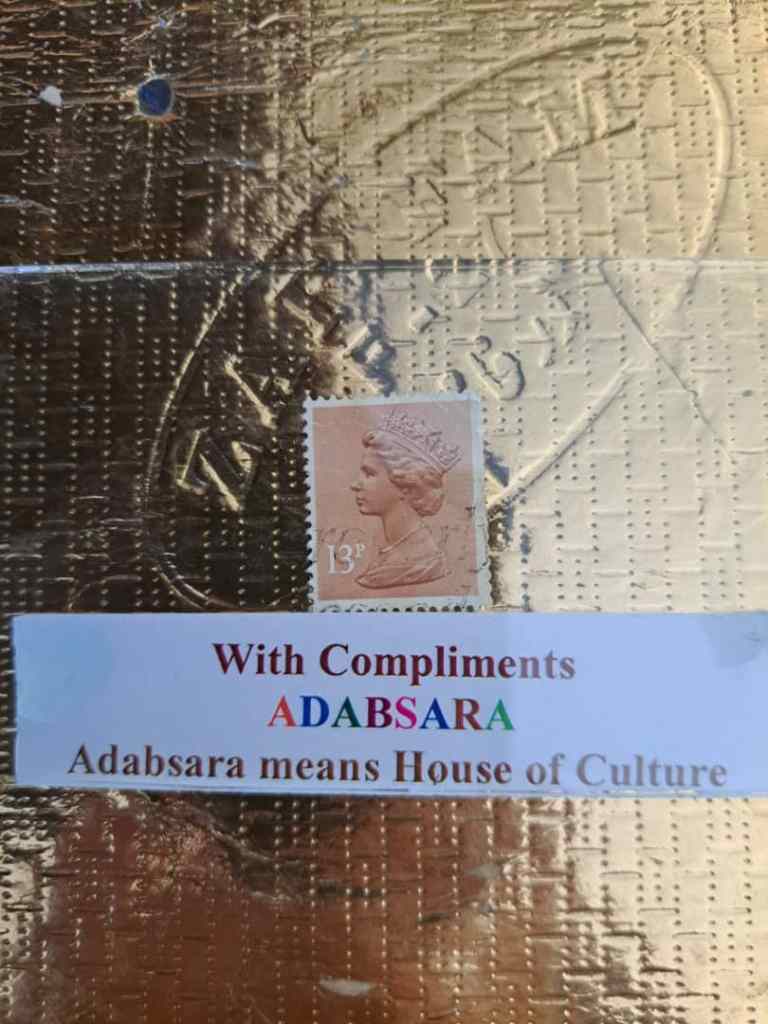 13P
With Compliments
ADABSARA
Adabsara means House of Culture